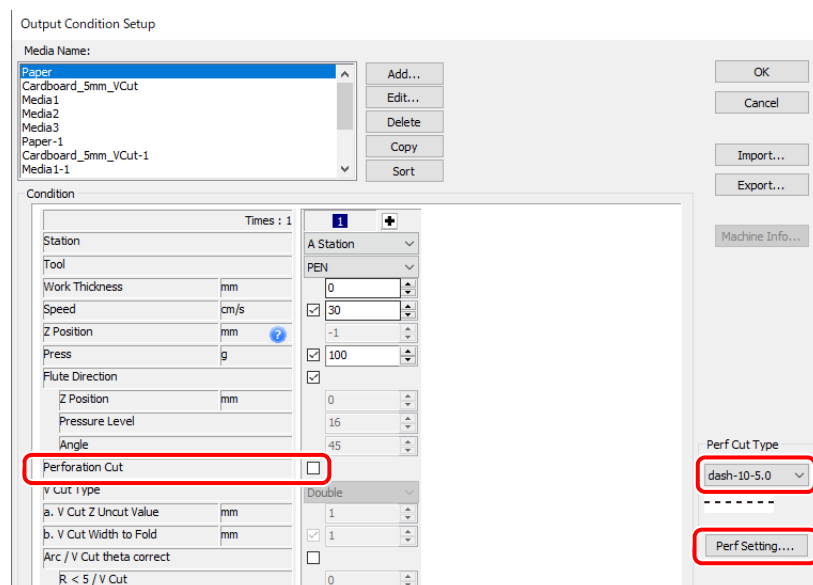 Output Condition Setup
Media Name:
Paper
Cardboard_5mm_VCut
Media1
Media2
Media3
Paper-1
Cardboard_5mm_VCut-1
Media1-1
Add...
Edit...
Delete
Copy
Sort
OK
Cancel
Import...
Export...
Machine Info...
Condition
Times : 1 1
Station A Station
Tool PEN
Work Thickness mm 0
Speed cm/s 30
Z Position mm ? -1
Press g 100
Flute Direction
Z Position mm 0
Pressure Level 16
Angle 45
Perforation Cut
V Cut Type Double
a. V Cut Z Uncut Value mm 1
b. V Cut Width to Fold mm 1
Arc / V Cut theta correct
R < 5 / V Cut 0
Perf Cut Type
dash-10-5.0
Perf Setting....